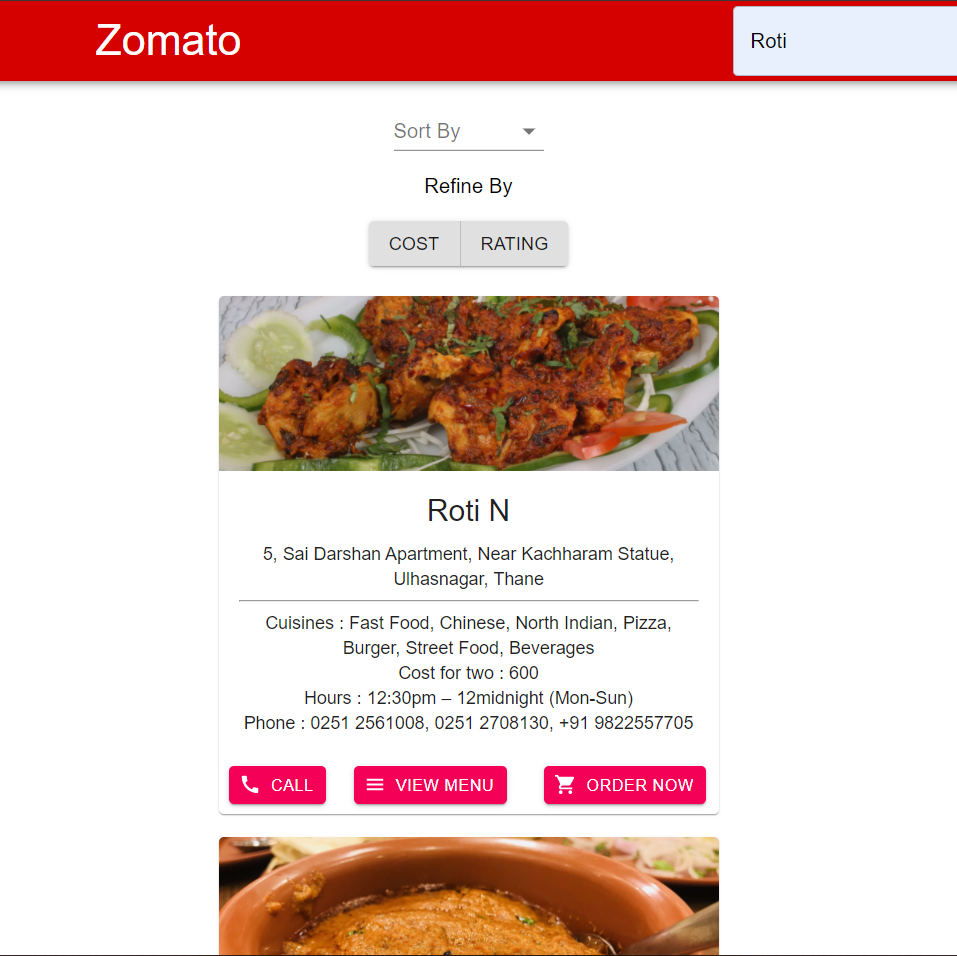 Zomato
Roti
Sort By
Refine By
COST
RATING
Roti N
5, Sai Darshan Apartment, Near Kachharam Statue,
Ulhasnagar, Thane
Cuisines : Fast Food, Chinese, North Indian, Pizza,
Burger, Street Food, Beverages
Cost for two : 600
Hours : 12:30pm – 12midnight (Mon-Sun)
Phone : 0251 2561008, 0251 2708130, +91 9822557705
CALL
VIEW MENU
ORDER NOW